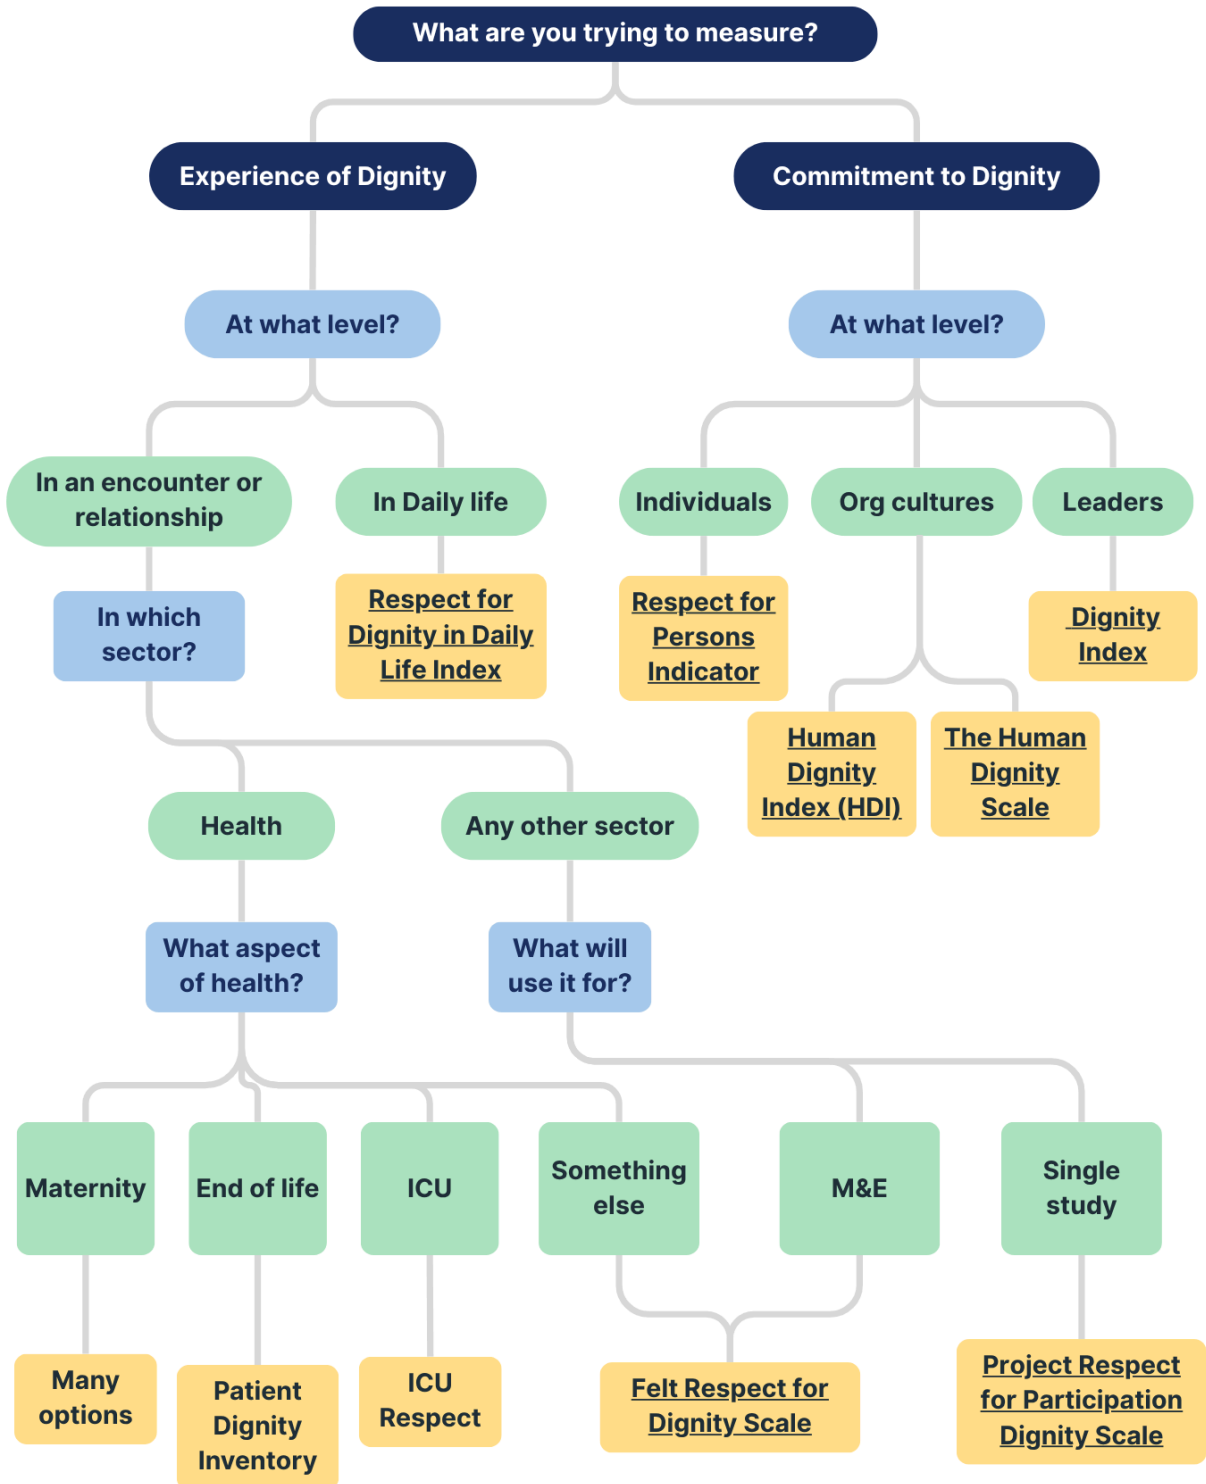 What are you trying to measure?
Experience of Dignity
Commitment to Dignity
At what level?
At what level?
In an encounter or
relationship
In Daily life
Individuals
Org cultures
Leaders
In which
sector?
Respect for
Dignity in Daily
Life Index
Respect for
Persons
Indicator
Dignity
Index
Human
Dignity
Index (HDI)
The Human
Dignity
Scale
Health
Any other sector
What aspect
of health?
What will
use it for?
Maternity
End of life
ICU
Something
else
M&E
Single
study
Many
options
Patient
Dignity
Inventory
ICU
Respect
Felt Respect for
Dignity Scale
Project Respect
for Participation
Dignity Scale